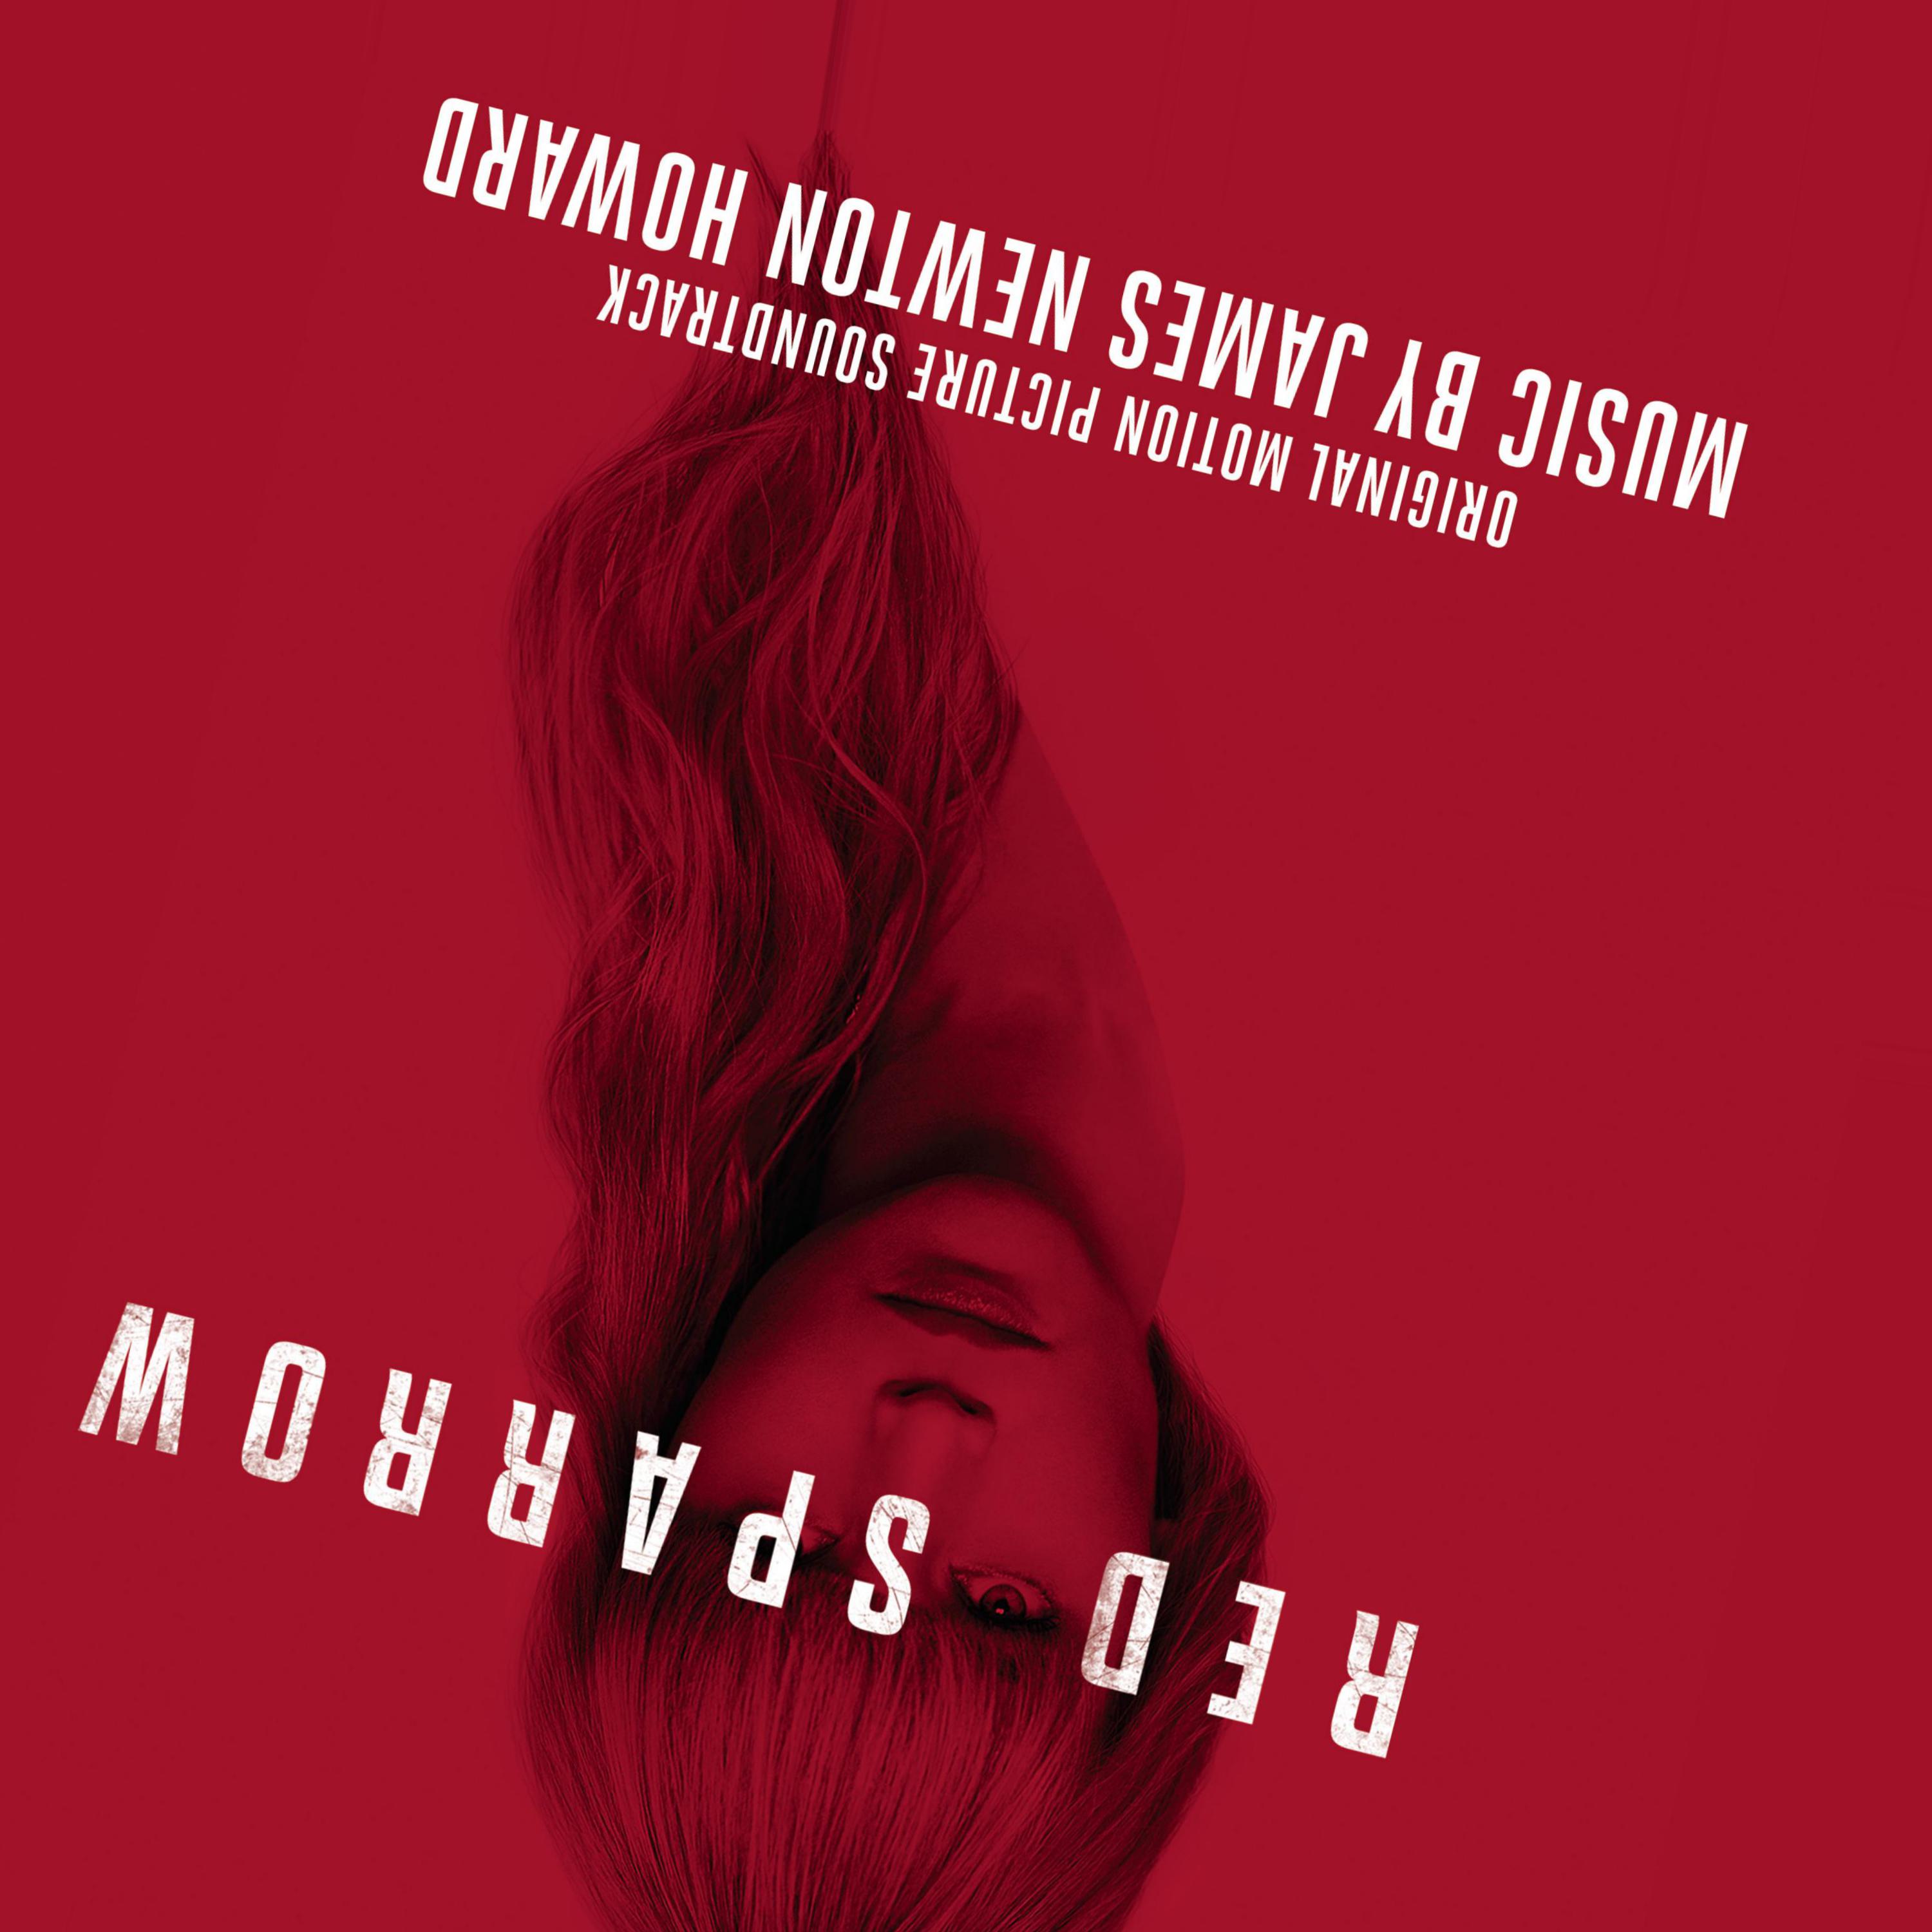 RED SPARROW
ORIGINAL MOTION PICTURE SOUNDTRACK
MUSIC BY JAMES NEWTON HOWARD